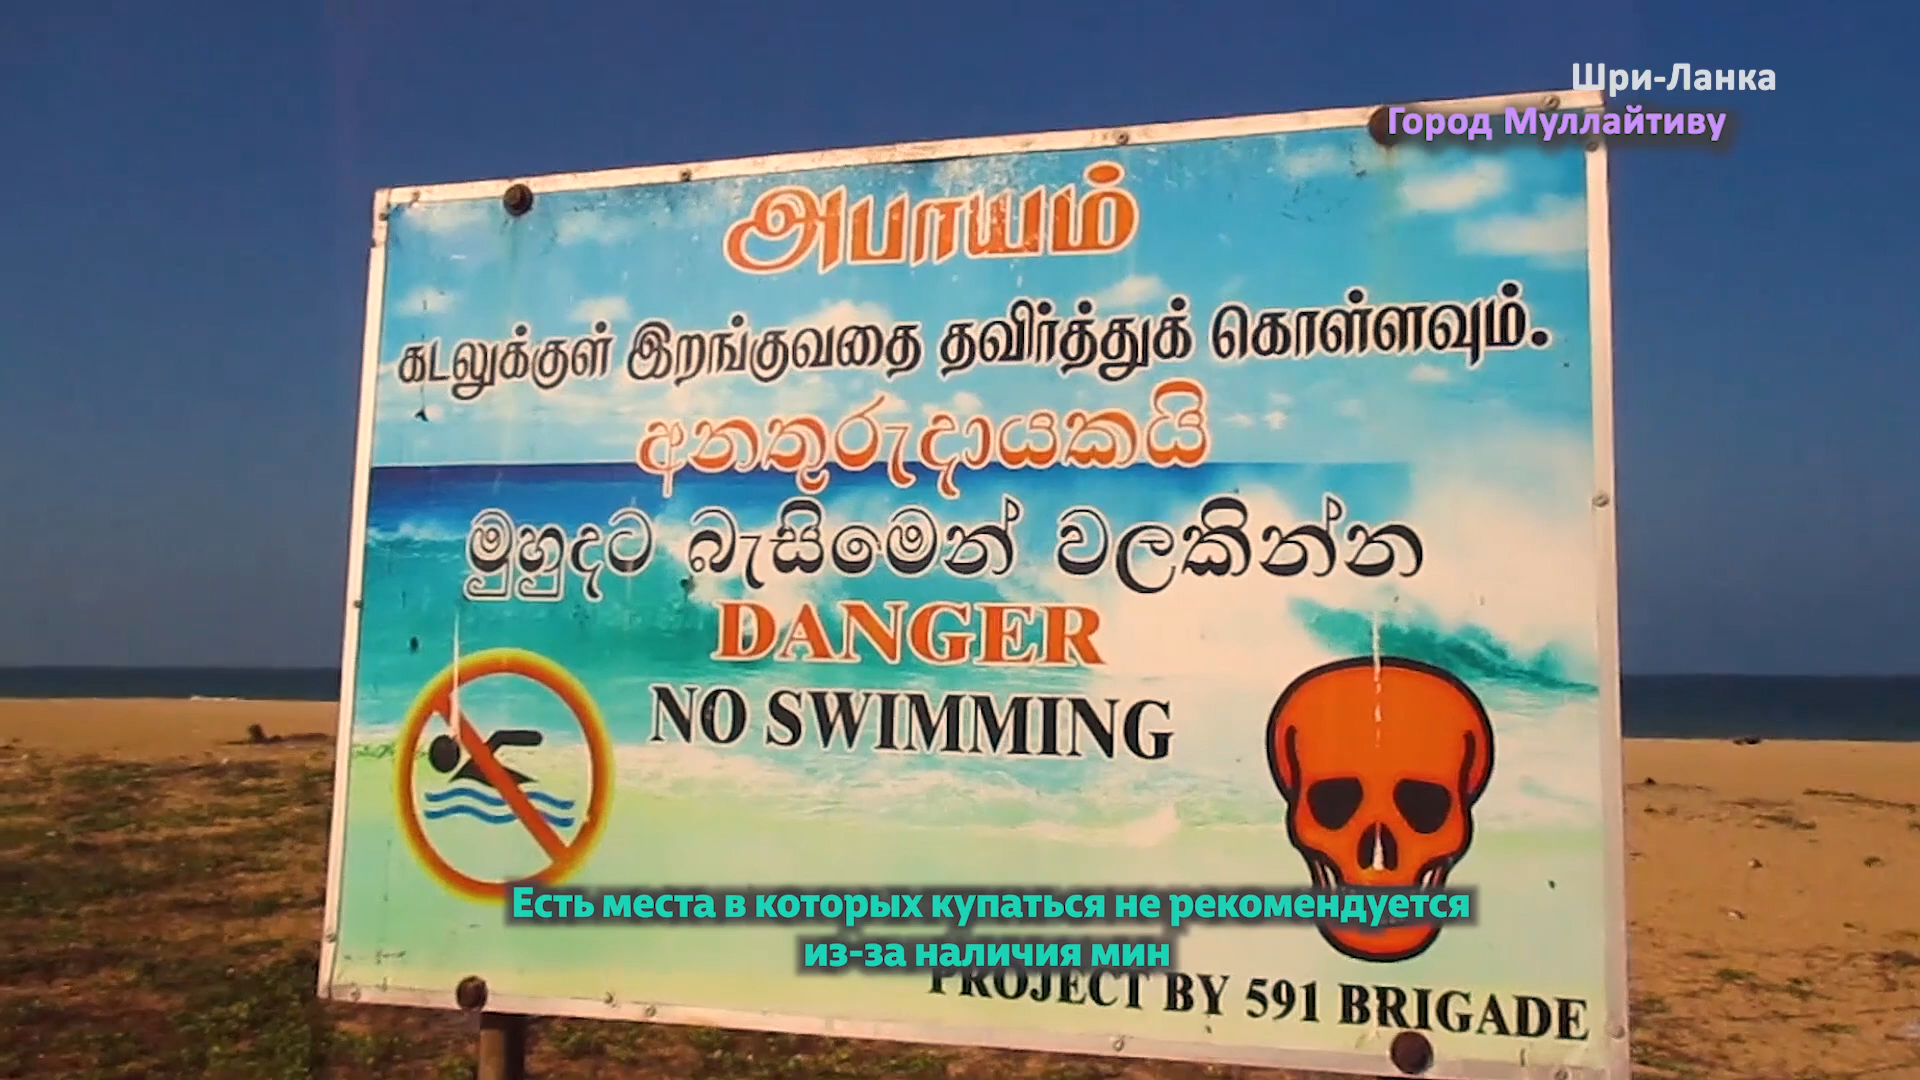 Шри-Ланка
Город Муллайтиву
அபாயம்
கடலுக்குள் இறங்குவதை தவிர்த்துக் கொள்ளவும்.
අනතුරුදායකයි
මුහුදට බැසීමෙන් වලකින්න
DANGER
NO SWIMMING
Есть места в которых купаться не рекомендуется
из-за наличия мин
PROJECT BY 591 BRIGADE